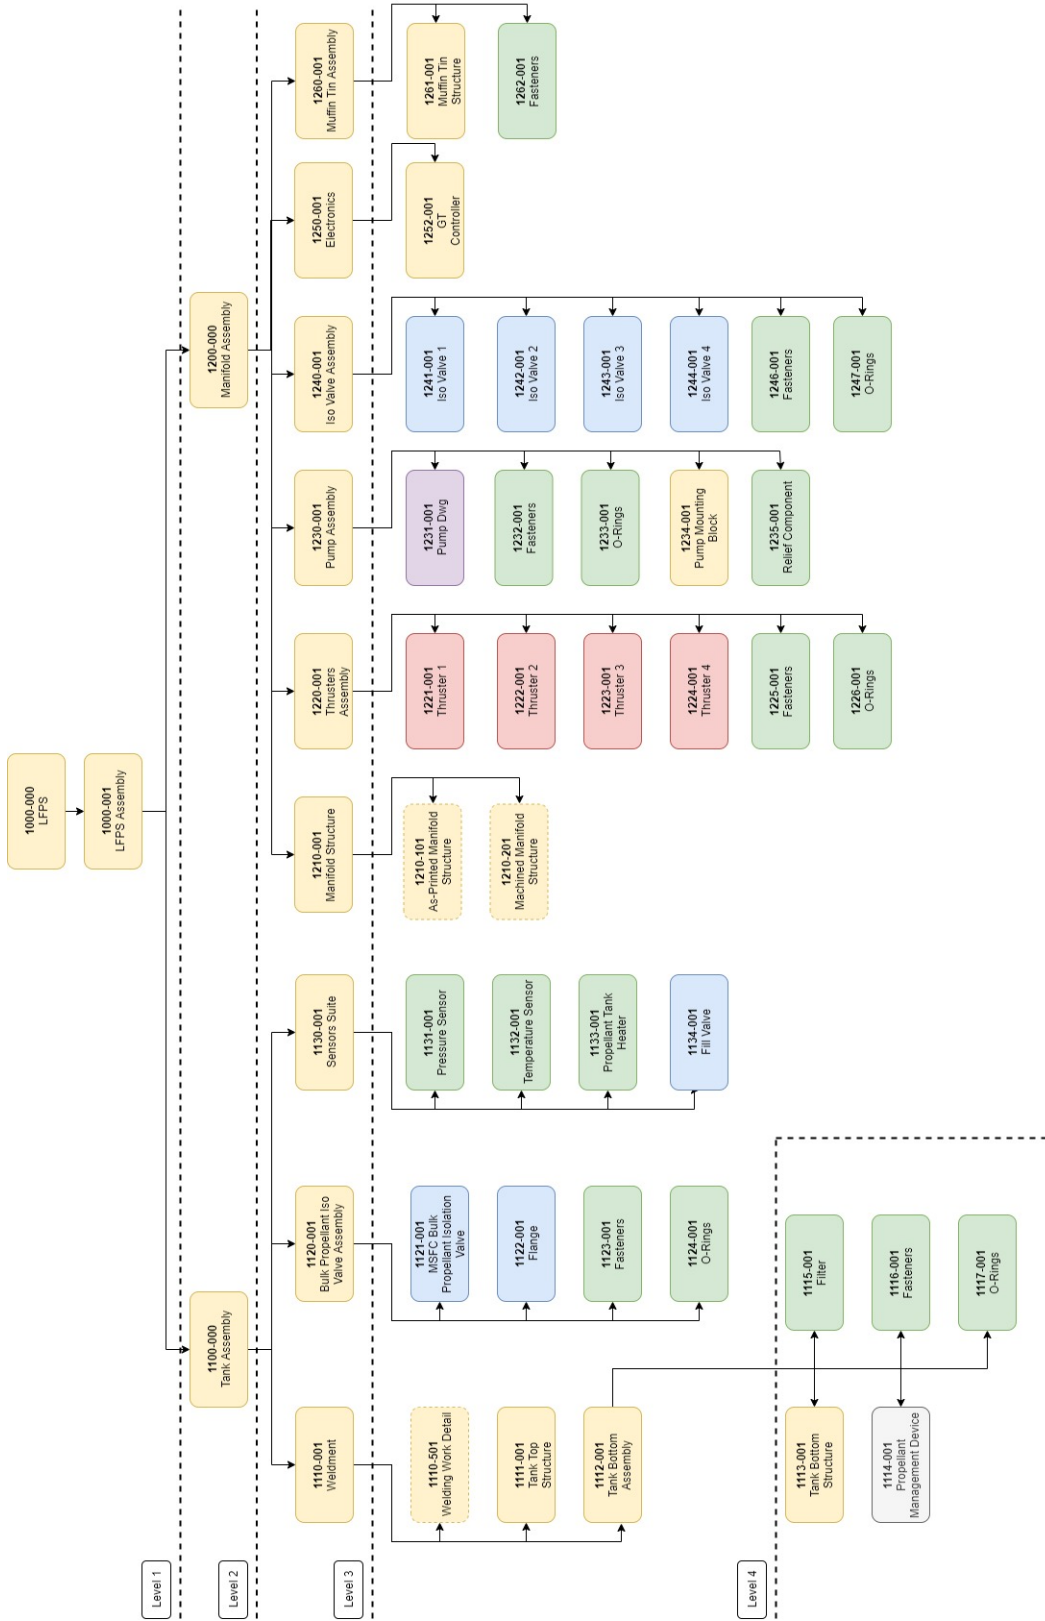 1000-000
LFPS
1000-001
LFPS Assembly
Level 1
1100-000
Tank Assembly
1200-000
Manifold Assembly
Level 2
1110-001
Weldment
1120-001
Bulk Propellant Iso
Valve Assembly
1130-001
Sensors Suite
1210-001
Manifold Structure
1220-001
Thrusters
Assembly
1230-001
Pump Assembly
1240-001
Iso Valve Assembly
1250-001
Electronics
1260-001
Muffin Tin Assembly
Level 3
1110-501
Welding Work Detail
1111-001
Tank Top
Structure
1112-001
Tank Bottom
Assembly
1121-001
MSFC Bulk
Propellant Isolation
Valve
1122-001
Flange
1123-001
Fasteners
1124-001
O-Rings
1131-001
Pressure Sensor
1132-001
Temperature Sensor
1133-001
Propellant Tank
Heater
1134-001
Fill Valve
1210-101
As-Printed Manifold
Structure
1210-201
Machined Manifold
Structure
1221-001
Thruster 1
1222-001
Thruster 2
1223-001
Thruster 3
1224-001
Thruster 4
1225-001
Fasteners
1226-001
O-Rings
1231-001
Pump Dwg
1232-001
Fasteners
1233-001
O-Rings
1234-001
Pump Mounting
Block
1235-001
Relief Component
1241-001
Iso Valve 1
1242-001
Iso Valve 2
1243-001
Iso Valve 3
1244-001
Iso Valve 4
1246-001
Fasteners
1247-001
O-Rings
1252-001
GT
Controller
1261-001
Muffin Tin
Structure
1262-001
Fasteners
Level 4
1113-001
Tank Bottom
Structure
1114-001
Propellant
Management Device
1115-001
Filter
1116-001
Fasteners
1117-001
O-Rings